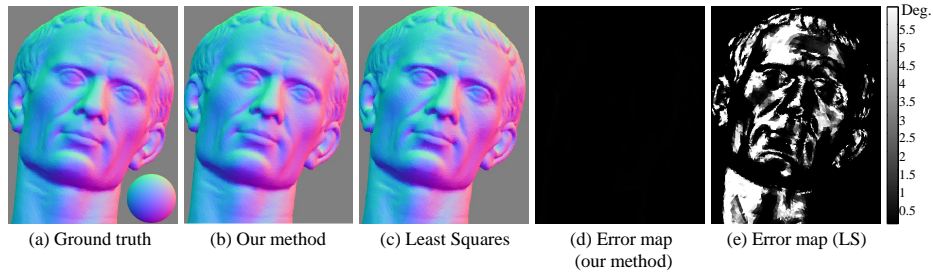 Deg.
5.5
5
4.5
4
3.5
3
2.5
2
1.5
1
0.5
(a) Ground truth
(b) Our method
(c) Least Squares
(d) Error map
(our method)
(e) Error map (LS)